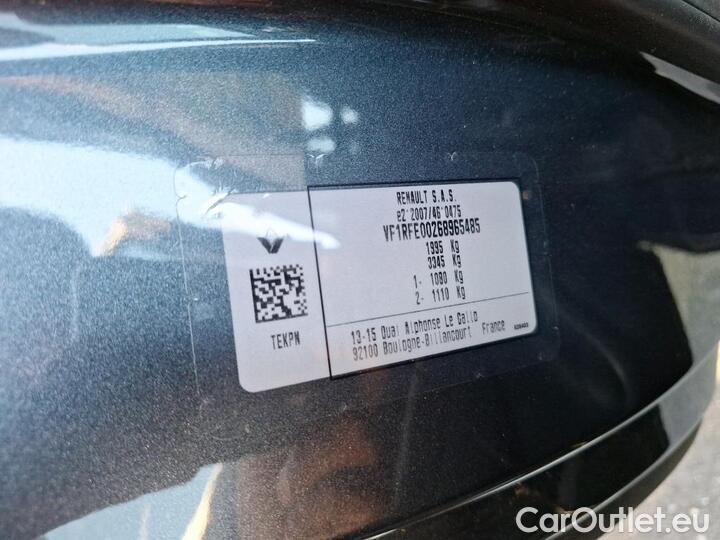 RENAULT S.A.S.
e2*2007/46*0475
VF1RFE00268965485
1995 Kg
3345 Kg
1- 1090 Kg
2- 1110 Kg
TEKPN
13-15 Quai Alphonse Le Gallo
92100 Boulogne-Billancourt France
CarOutlet.eu